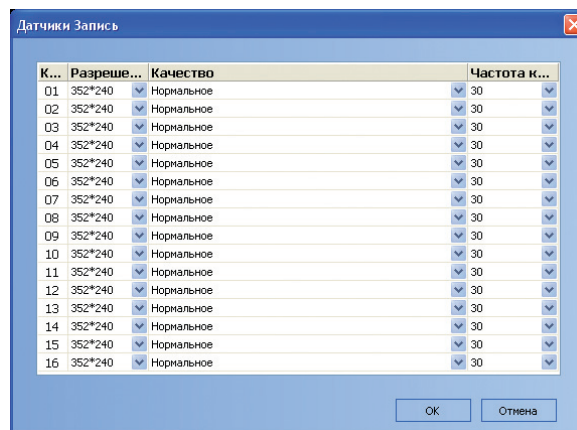 Датчики Запись
К... Разреше... Качество Частота к...
01 352*240 Нормальное 30
02 352*240 Нормальное 30
03 352*240 Нормальное 30
04 352*240 Нормальное 30
05 352*240 Нормальное 30
06 352*240 Нормальное 30
07 352*240 Нормальное 30
08 352*240 Нормальное 30
09 352*240 Нормальное 30
10 352*240 Нормальное 30
11 352*240 Нормальное 30
12 352*240 Нормальное 30
13 352*240 Нормальное 30
14 352*240 Нормальное 30
15 352*240 Нормальное 30
16 352*240 Нормальное 30
OK Отмена